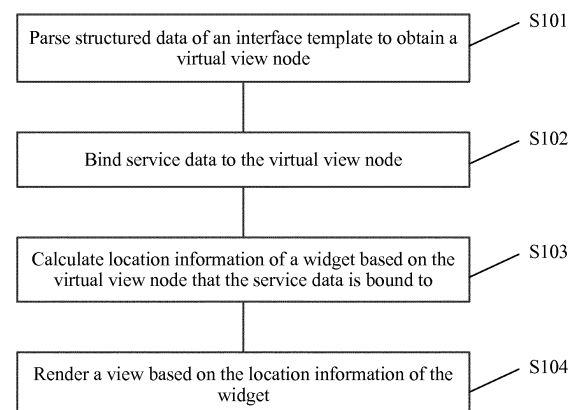 S101
Parse structured data of an interface template to obtain a
virtual view node
S102
Bind service data to the virtual view node
S103
Calculate location information of a widget based on the
virtual view node that the service data is bound to
S104
Render a view based on the location information of the
widget